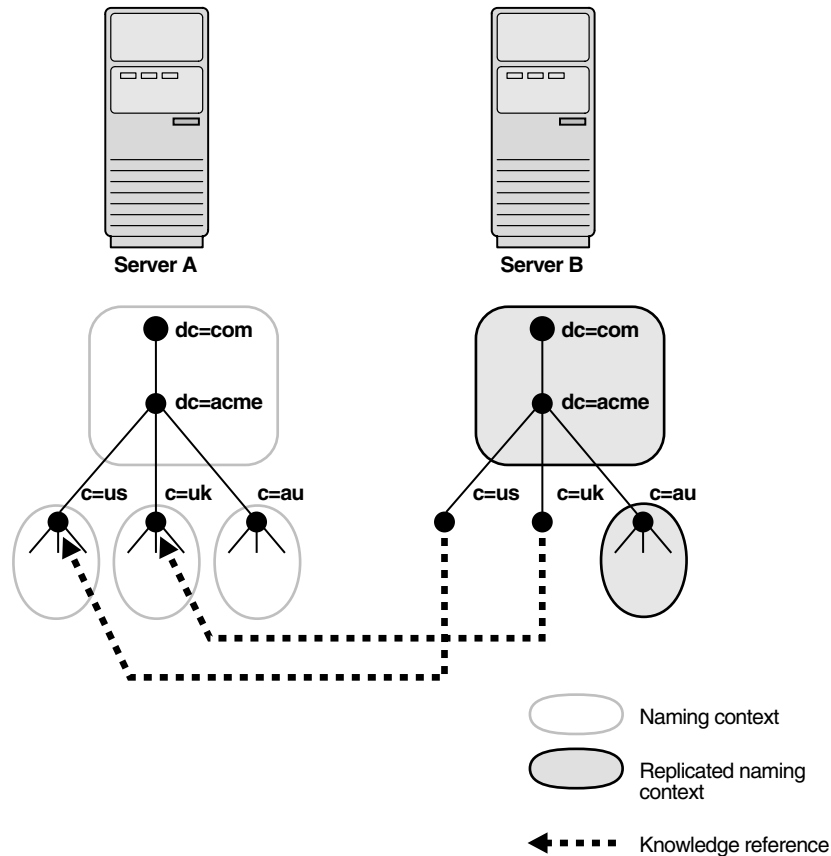 Server A
Server B
dc=com
dc=com
dc=acme
dc=acme
c=us
c=uk
c=au
c=us
c=uk
c=au
Naming context
Replicated naming
context
Knowledge reference